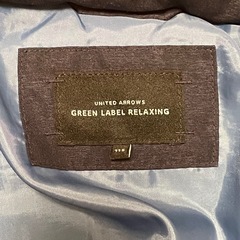 UNITED ARROWS
GREEN LABEL RELAXING